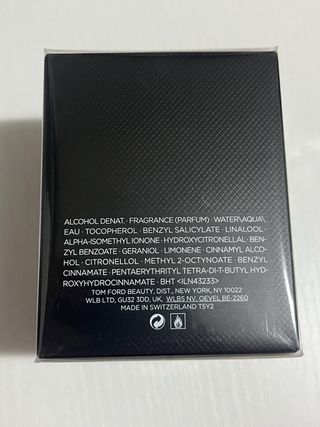 ALCOHOL DENAT. · FRAGRANCE (PARFUM) · WATER\AQUA\
EAU · TOCOPHEROL · BENZYL SALICYLATE · LINALOOL ·
ALPHA-ISOMETHYL IONONE · HYDROXYCITRONELLAL · BEN-
ZYL BENZOATE · GERANIOL · LIMONENE · CINNAMYL ALCO-
HOL · CITRONELLOL · METHYL 2-OCTYNOATE · BENZYL
CINNAMATE · PENTAERYTHRITYL TETRA-DI-T-BUTYL HYD-
ROXYHYDROCINNAMATE · BHT <ILN43233>
TOM FORD BEAUTY, DIST., NEW YORK, NY 10022
WLB LTD, GU32 3DD, UK, WLBS NV, OEVEL BE-2260
MADE IN SWITZERLAND T5Y2